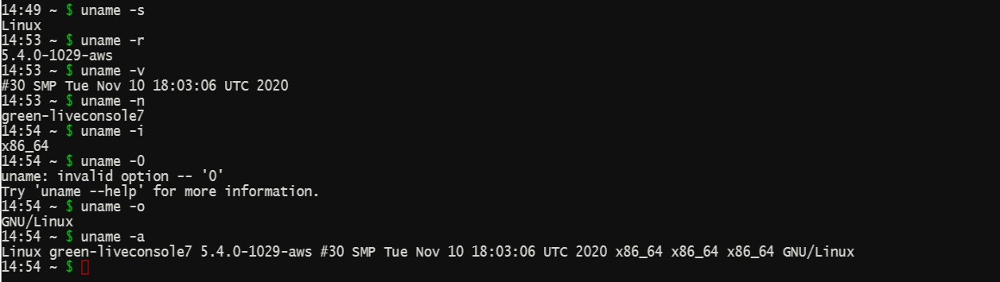 14:49 ~ $ uname -s
Linux
14:53 ~ $ uname -r
5.4.0-1029-aws
14:53 ~ $ uname -v
#30 SMP Tue Nov 10 18:03:06 UTC 2020
14:53 ~ $ uname -n
green-liveconsole7
14:54 ~ $ uname -i
x86_64
14:54 ~ $ uname -0
uname: invalid option -- '0'
Try 'uname --help' for more information.
14:54 ~ $ uname -o
GNU/Linux
14:54 ~ $ uname -a
Linux green-liveconsole7 5.4.0-1029-aws #30 SMP Tue Nov 10 18:03:06 UTC 2020 x86_64 x86_64 x86_64 GNU/Linux
14:54 ~ $